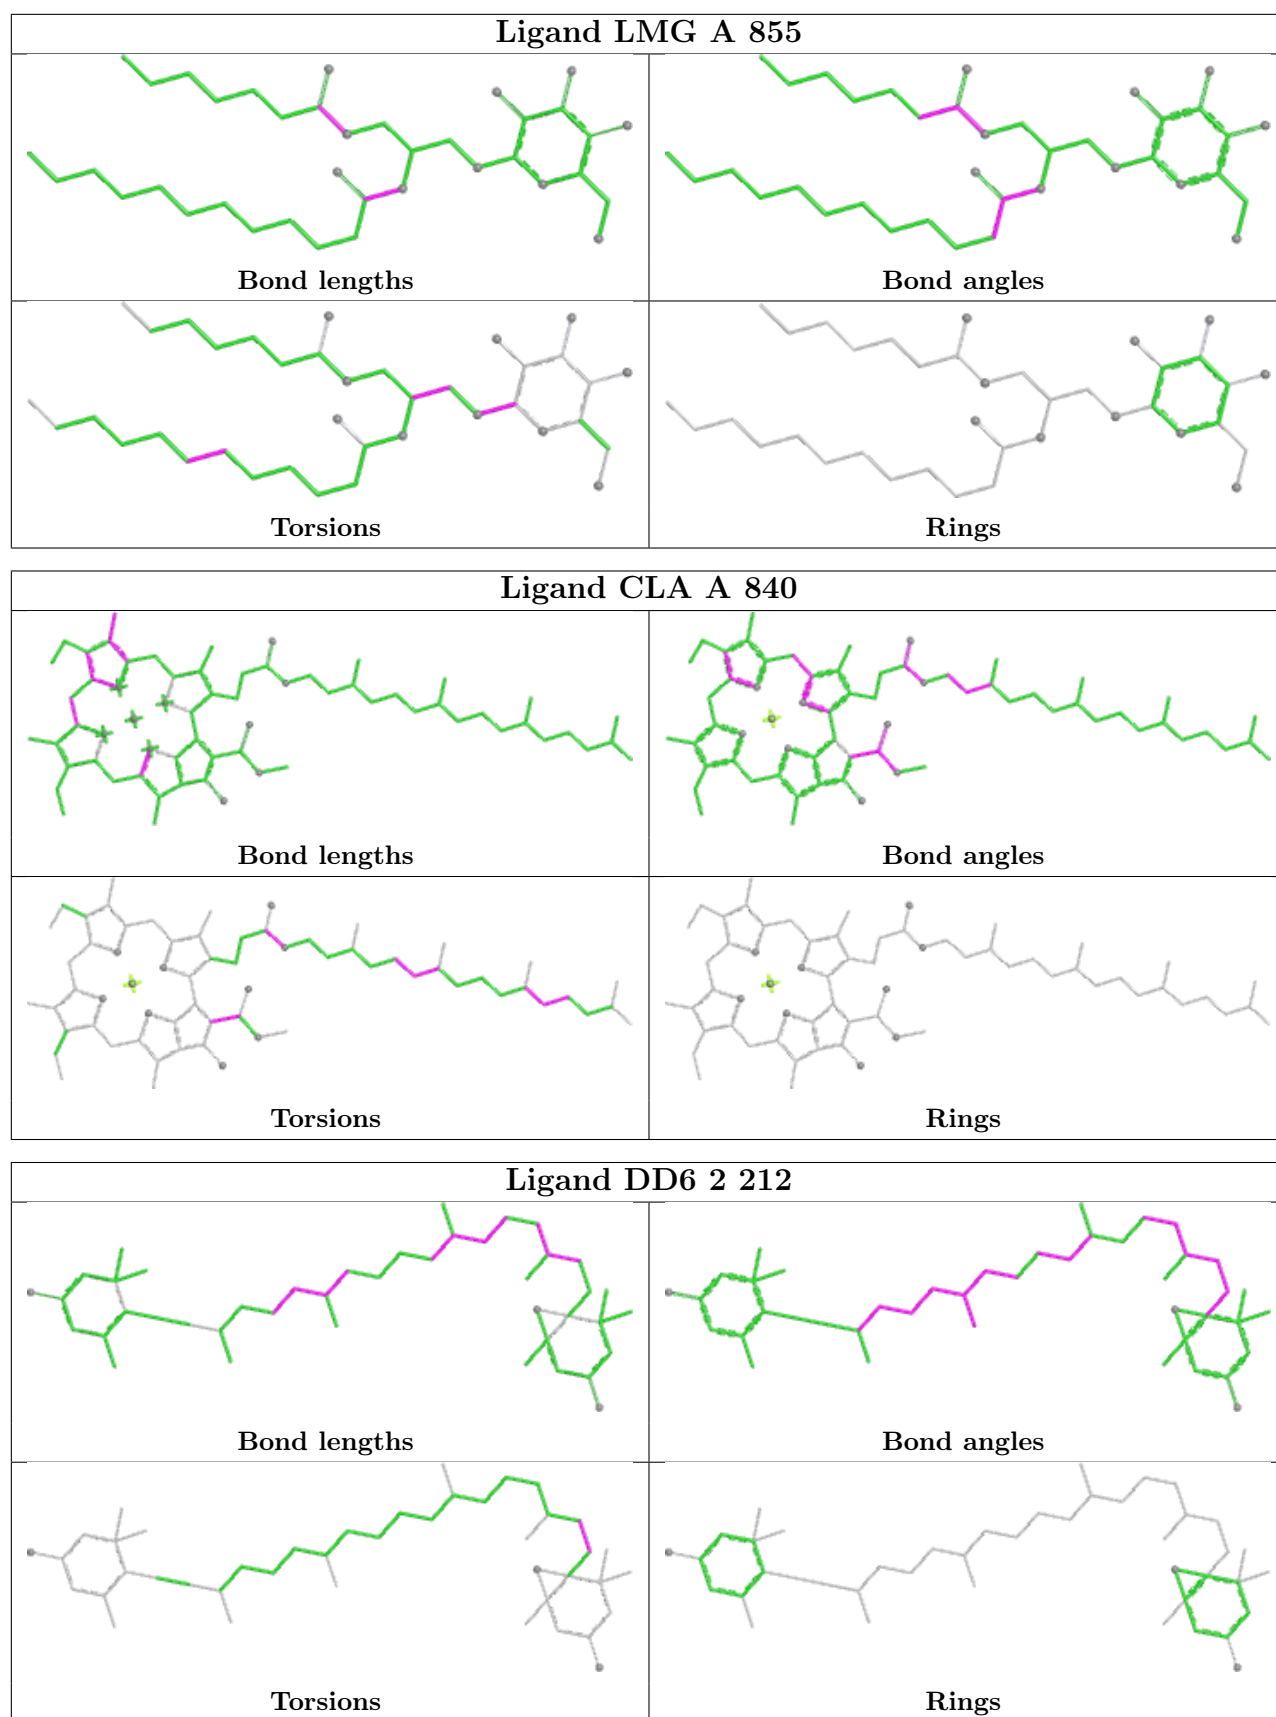 Ligand LMG A 855
Bond lengths
Bond angles
Torsions
Rings
Ligand CLA A 840
Bond lengths
Bond angles
Torsions
Rings
Ligand DD6 2 212
Bond lengths
Bond angles
Torsions
Rings